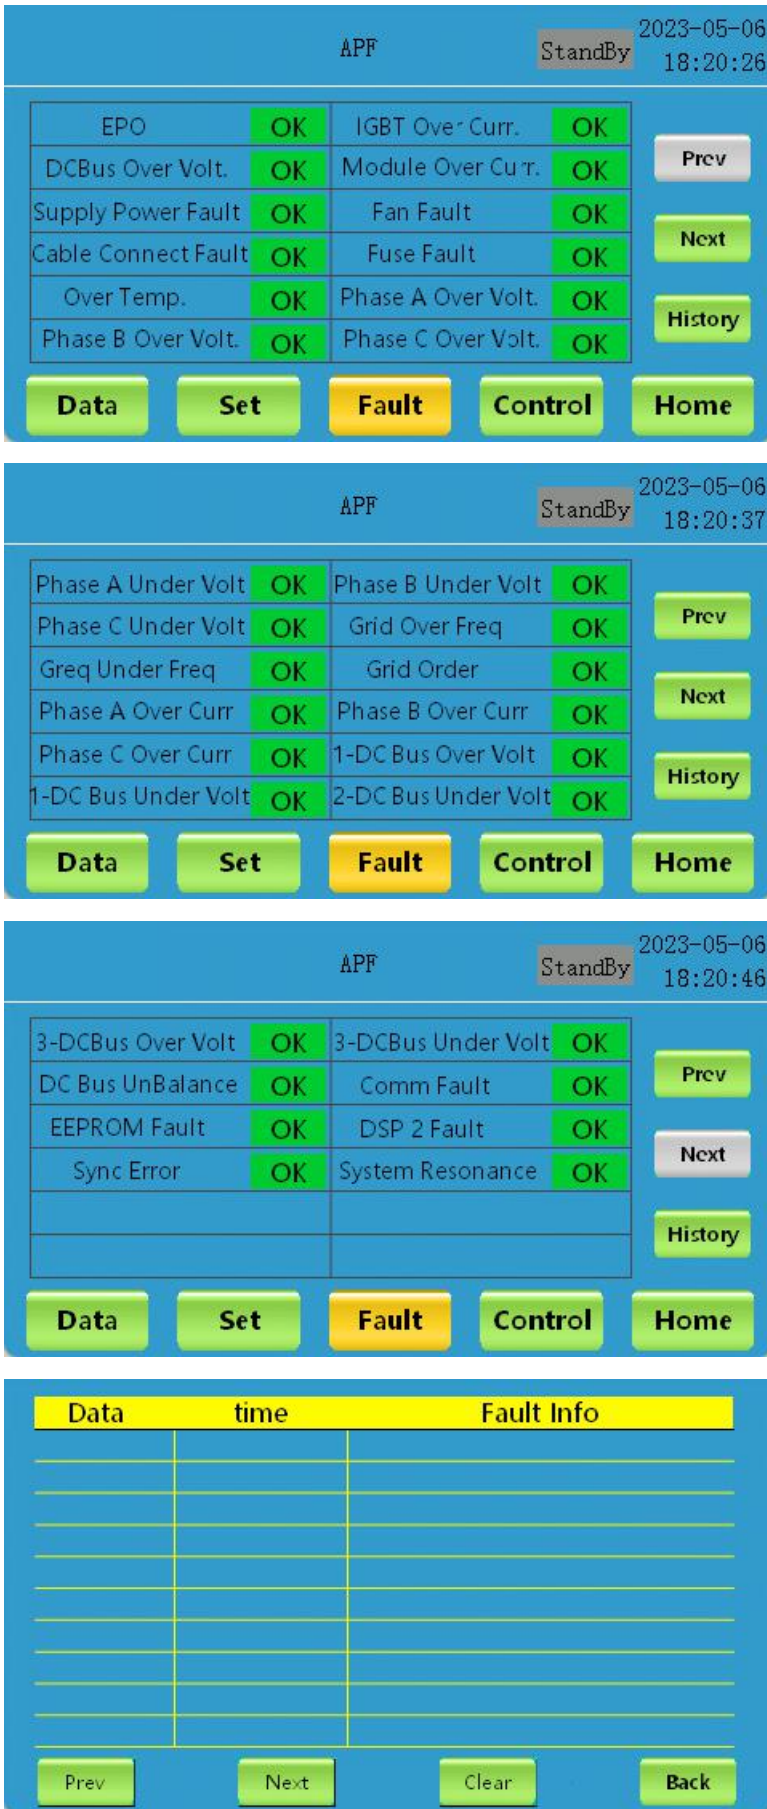 2023-05-06
APF StandBy 18:20:26
EPO OK IGBT Over Curr. OK
Prev
DCBus Over Volt. OK Module Over Curr. OK
Supply Power Fault OK Fan Fault OK
Next
Cable Connect Fault OK Fuse Fault OK
Over Temp. OK Phase A Over Volt. OK
History
Phase B Over Volt. OK Phase C Over Volt. OK
Data Set Fault Control Home
2023-05-06
APF StandBy 18:20:37
Phase A Under Volt OK Phase B Under Volt OK
Prev
Phase C Under Volt OK Grid Over Freq OK
Greq Under Freq OK Grid Order OK
Next
Phase A Over Curr OK Phase B Over Curr OK
Phase C Over Curr OK 1-DC Bus Over Volt OK
History
1-DC Bus Under Volt OK 2-DC Bus Under Volt OK
Data Set Fault Control Home
2023-05-06
APF StandBy 18:20:46
3-DCBus Over Volt OK 3-DCBus Under Volt OK
Prev
DC Bus UnBalance OK Comm Fault OK
EEPROM Fault OK DSP 2 Fault OK
Next
Sync Error OK System Resonance OK
History
Data Set Fault Control Home
Data time Fault Info
Prev Next Clear Back